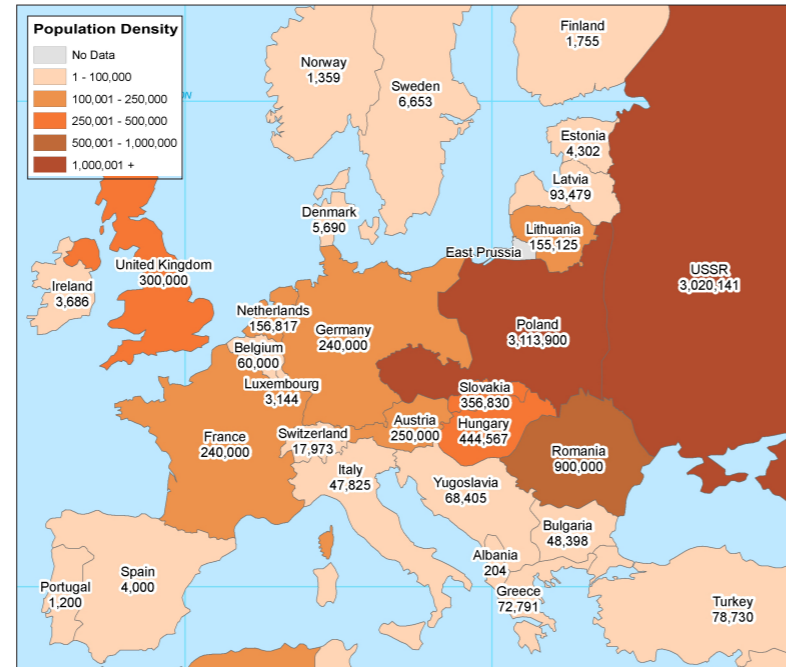 Population Density
No Data
1 - 100,000
100,001 - 250,000
250,001 - 500,000
500,001 - 1,000,000
1,000,001 +
Finland
1,755
Norway
1,359
Sweden
6,653
Estonia
4,302
Latvia
93,479
Denmark
5,690
Lithuania
155,125
East Prussia
United Kingdom
300,000
USSR
3,020,141
Ireland
3,686
Netherlands
156,817
Germany
240,000
Poland
3,113,900
Belgium
60,000
Luxembourg
3,144
Slovakia
356,830
Austria
250,000
Hungary
444,567
France
240,000
Switzerland
17,973
Romania
900,000
Italy
47,825
Yugoslavia
68,405
Bulgaria
48,398
Albania
204
Spain
4,000
Portugal
1,200
Greece
72,791
Turkey
78,730